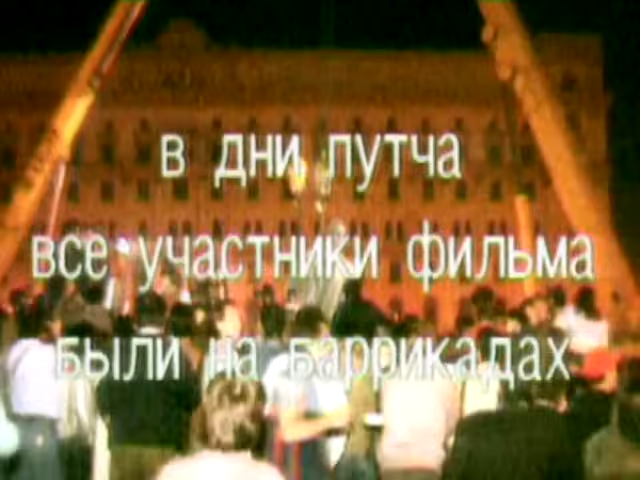 в дни путча
все участники фильма
были на баррикадах